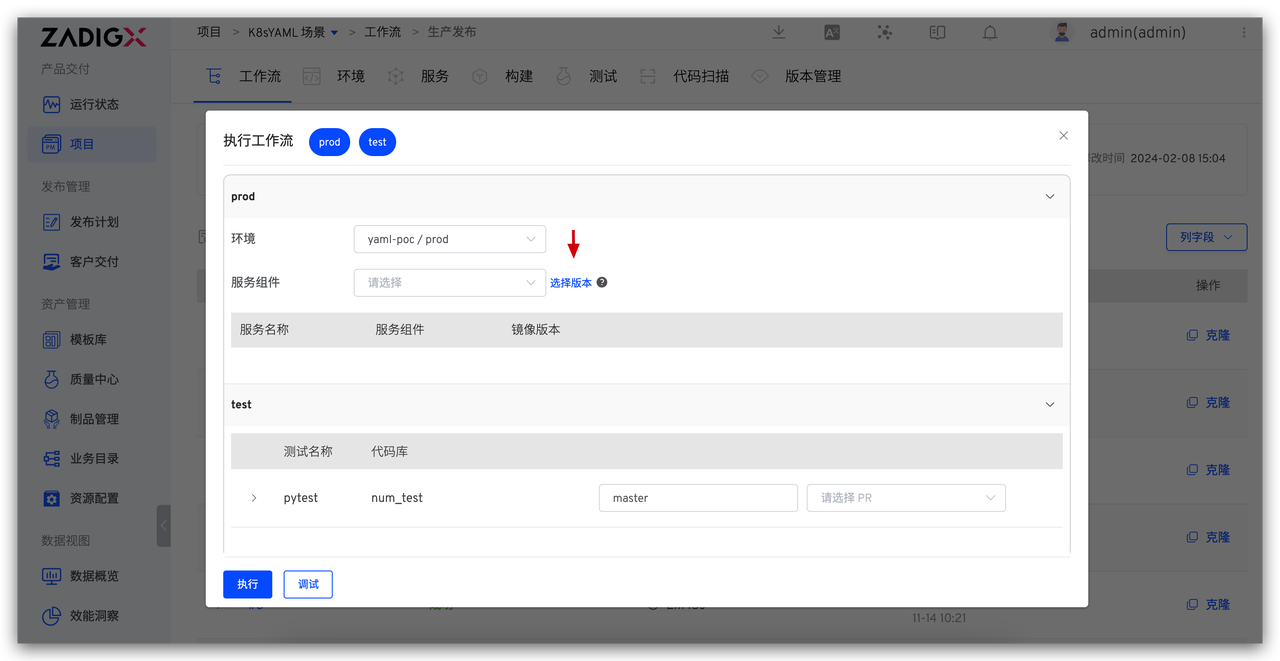 ZADIGX
项目 > K8sYAML 场景 > 工作流 > 生产发布
admin(admin)
产品交付
运行状态
项目
发布管理
发布计划
客户交付
资产管理
模板库
质量中心
制品管理
业务目录
资源配置
数据视图
数据概览
效能洞察
工作流 环境 服务 构建 测试 代码扫描 版本管理
修改时间 2024-02-08 15:04
列字段
操作
克隆
克隆
克隆
克隆
克隆
11-14 10:21
执行工作流 prod test
prod
环境 yaml-poc / prod
服务组件 请选择 选择版本 ?
服务名称 服务组件 镜像版本
test
测试名称 代码库
pytest num_test master 请选择 PR
执行 调试